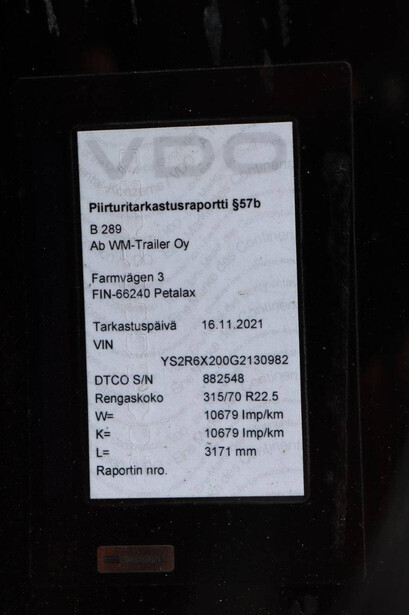 VDO
Piirturitarkastusraportti §57b
B 289
Ab WM-Trailer Oy
Farmvägen 3
FIN-66240 Petalax
Tarkastuspäivä 16.11.2021
VIN
YS2R6X200G2130982
DTCO S/N 882548
Rengaskoko 315/70 R22.5
W= 10679 Imp/km
K= 10679 Imp/km
L= 3171 mm
Raportin nro.